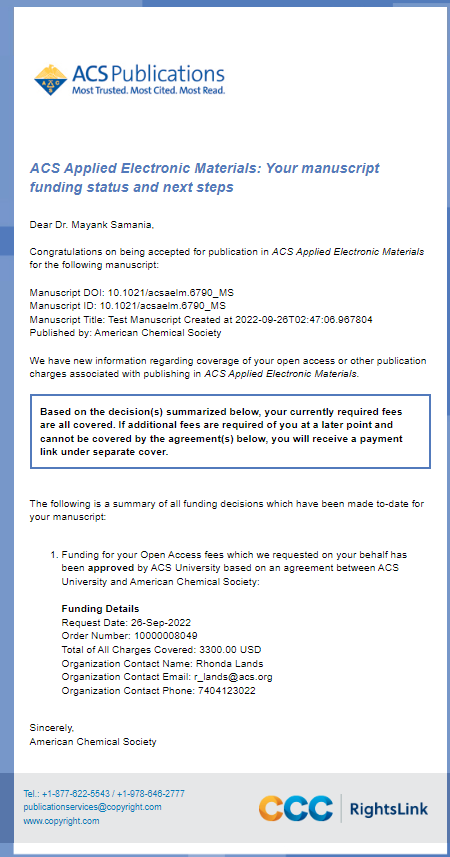 ACS Publications
Most Trusted. Most Cited. Most Read.
ACS Applied Electronic Materials: Your manuscript
funding status and next steps
Dear Dr. Mayank Samania,
Congratulations on being accepted for publication in ACS Applied Electronic Materials
for the following manuscript:
Manuscript DOI: 10.1021/acsaelm.6790_MS
Manuscript ID: 10.1021/acsaelm.6790_MS
Manuscript Title: Test Manuscript Created at 2022-09-26T02:47:06.967804
Published by: American Chemical Society
We have new information regarding coverage of your open access or other publication
charges associated with publishing in ACS Applied Electronic Materials.
Based on the decision(s) summarized below, your currently required fees
are all covered. If additional fees are required of you at a later point and
cannot be covered by the agreement(s) below, you will receive a payment
link under separate cover.
The following is a summary of all funding decisions which have been made to-date for
your manuscript:
1. Funding for your Open Access fees which we requested on your behalf has
been approved by ACS University based on an agreement between ACS
University and American Chemical Society:
Funding Details
Request Date: 26-Sep-2022
Order Number: 10000008049
Total of All Charges Covered: 3300.00 USD
Organization Contact Name: Rhonda Lands
Organization Contact Email: r_lands@acs.org
Organization Contact Phone: 7404123022
Sincerely,
American Chemical Society
Tel.: +1-877-622-5543 / +1-978-646-2777
publicationservices@copyright.com
www.copyright.com
CCC RightsLink